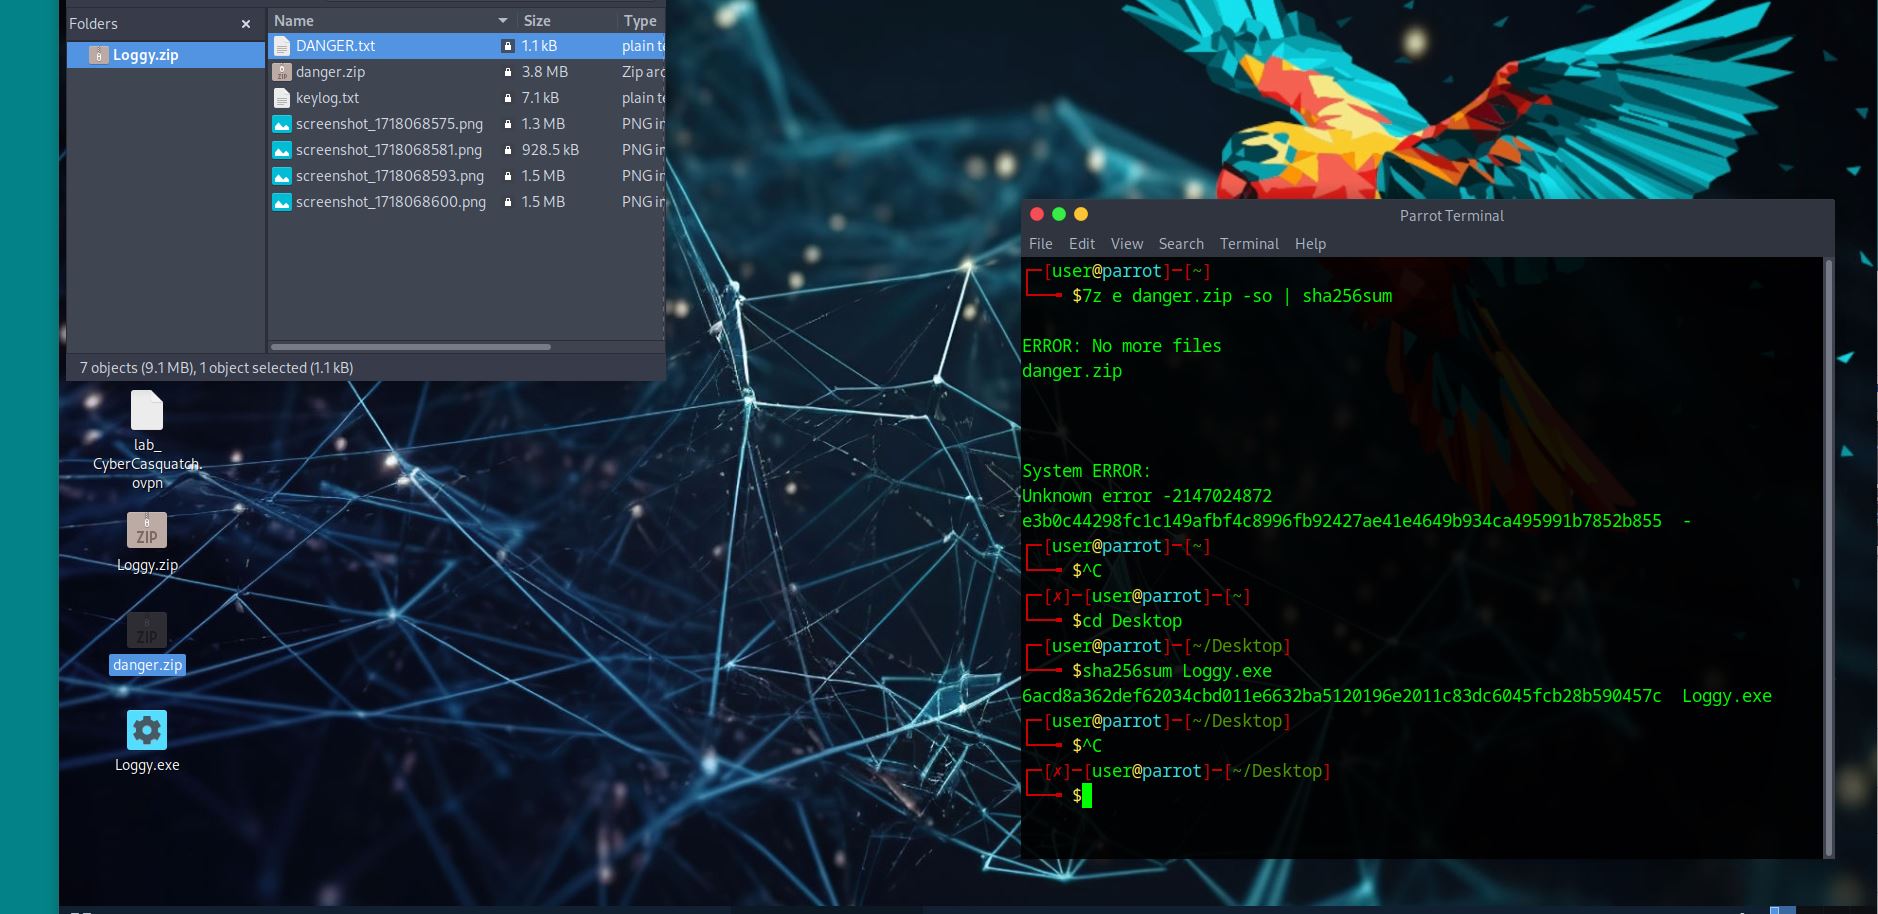 Folders
Loggy.zip
Name Size Type
DANGER.txt 1.1 kB plain te
danger.zip 3.8 MB Zip arc
keylog.txt 7.1 kB plain te
screenshot_1718068575.png 1.3 MB PNG in
screenshot_1718068581.png 928.5 kB PNG in
screenshot_1718068593.png 1.5 MB PNG in
screenshot_1718068600.png 1.5 MB PNG in
7 objects (9.1 MB), 1 object selected (1.1 kB)
lab_
CyberCasquatch.
ovpn
ZIP
Loggy.zip
ZIP
danger.zip
Loggy.exe
Parrot Terminal
File Edit View Search Terminal Help
[user@parrot]-[~]
$7z e danger.zip -so | sha256sum
ERROR: No more files
danger.zip
System ERROR:
Unknown error -2147024872
e3b0c44298fc1c149afbf4c8996fb92427ae41e4649b934ca495991b7852b855  -
[user@parrot]-[~]
$^C
[✗]-[user@parrot]-[~]
$cd Desktop
[user@parrot]-[~/Desktop]
$sha256sum Loggy.exe
6acd8a362def62034cbd011e6632ba5120196e2011c83dc6045fcb28b590457c  Loggy.exe
[user@parrot]-[~/Desktop]
$^C
[✗]-[user@parrot]-[~/Desktop]
$